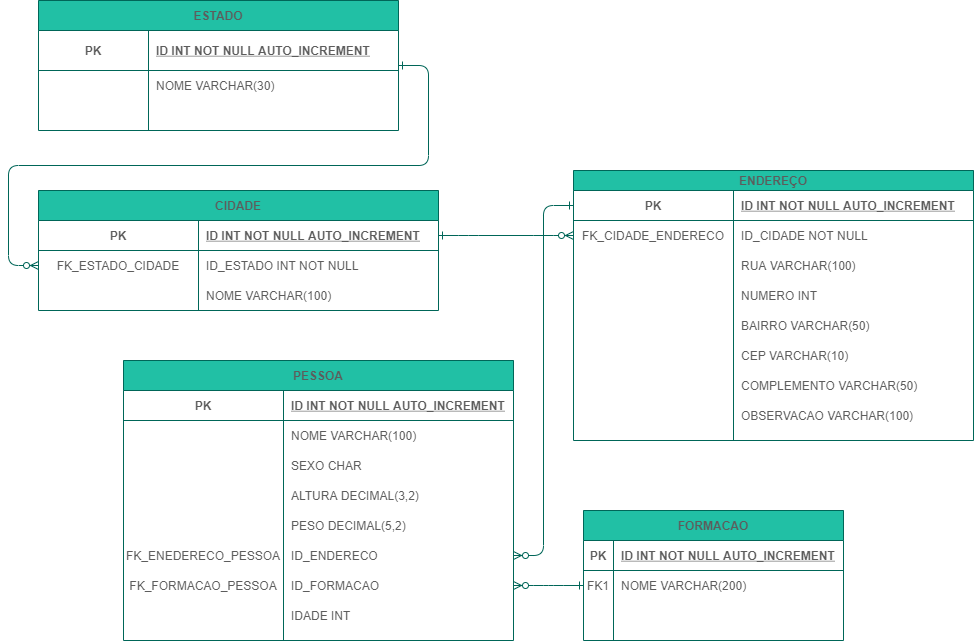 ESTADO
PK ID INT NOT NULL AUTO_INCREMENT
NOME VARCHAR(30)
CIDADE
PK ID INT NOT NULL AUTO_INCREMENT
FK_ESTADO_CIDADE ID_ESTADO INT NOT NULL
NOME VARCHAR(100)
ENDEREÇO
PK ID INT NOT NULL AUTO_INCREMENT
FK_CIDADE_ENDERECO ID_CIDADE NOT NULL
RUA VARCHAR(100)
NUMERO INT
BAIRRO VARCHAR(50)
CEP VARCHAR(10)
COMPLEMENTO VARCHAR(50)
OBSERVACAO VARCHAR(100)
PESSOA
PK ID INT NOT NULL AUTO_INCREMENT
NOME VARCHAR(100)
SEXO CHAR
ALTURA DECIMAL(3,2)
PESO DECIMAL(5,2)
FK_ENEDERECO_PESSOA ID_ENDERECO
FK_FORMACAO_PESSOA ID_FORMACAO
IDADE INT
FORMACAO
PK ID INT NOT NULL AUTO_INCREMENT
FK1 NOME VARCHAR(200)